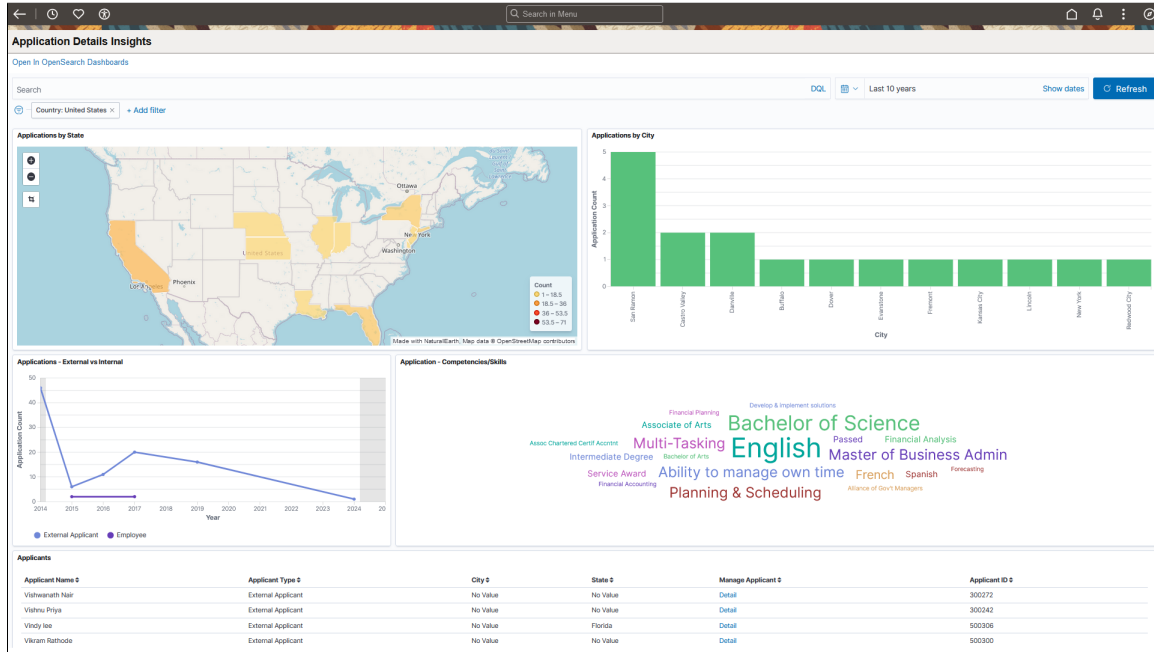 Search in Menu
Application Details Insights
Open In OpenSearch Dashboards
Search
DQL
Last 10 years
Show dates
Refresh
Country: United States ×
+ Add filter
Applications by State
Ottawa
New York
Washington
United States
Los Angeles
Phoenix
Count
1 – 18.5
18.5 – 36
36 – 53.5
53.5 – 71
Made with NaturalEarth, Map data © OpenStreetMap contributors
Applications by City
Application Count
5
4
3
2
1
0
San Ramon
Castro Valley
Danville
Buffalo
Dover
Evanstone
Fremont
Kansas City
Lincoln
New York
Redwood City
City
Applications - External vs Internal
Application Count
50
40
30
20
10
0
2014 2015 2016 2017 2018 2019 2020 2021 2022 2023 2024 20
Year
External Applicant
Employee
Application - Competencies/Skills
Develop & Implement solutions
Financial Planning
Associate of Arts
Bachelor of Science
Assoc Chartered Certif Accntnt
Multi-Tasking
English
Passed
Financial Analysis
Intermediate Degree
Bachelor of Arts
Master of Business Admin
Service Award
Ability to manage own time
French
Spanish
Forecasting
Financial Accounting
Planning & Scheduling
Alliance of Gov't Managers
Applicants
Applicant Name Applicant Type City State Manage Applicant Applicant ID
Vishwanath Nair External Applicant No Value No Value Detail 300272
Vishnu Priya External Applicant No Value No Value Detail 300242
Vindy lee External Applicant No Value Florida Detail 500306
Vikram Rathode External Applicant No Value No Value Detail 500300